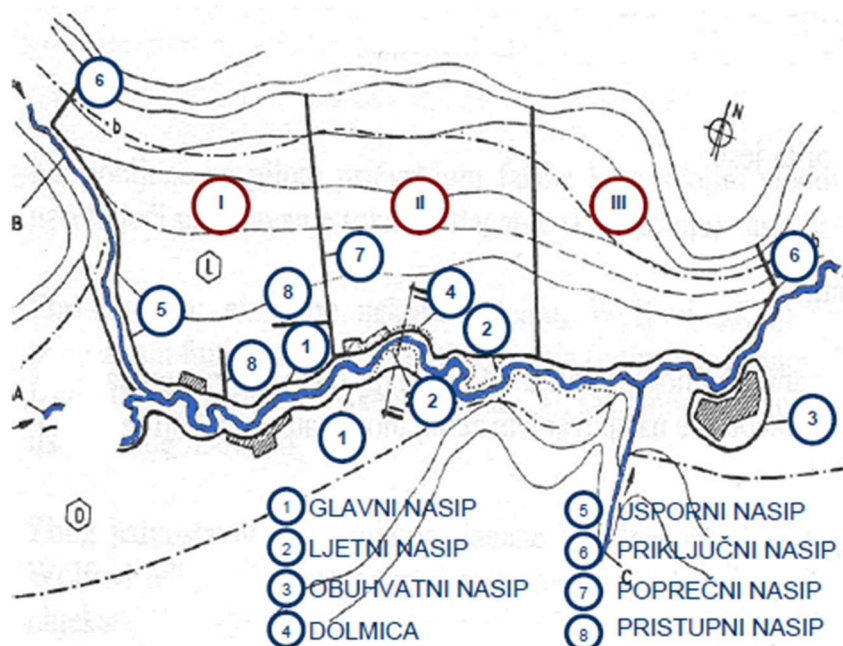 6
N
b
B
I
II
III
L
7
6
5
8
4
8
1
2
A
2
1
3
D
C
1 GLAVNI NASIP
2 LJETNI NASIP
3 OBUHVATNI NASIP
4 DOLMICA
5 USPORNI NASIP
6 PRIKLJUČNI NASIP
7 POPREČNI NASIP
8 PRISTUPNI NASIP